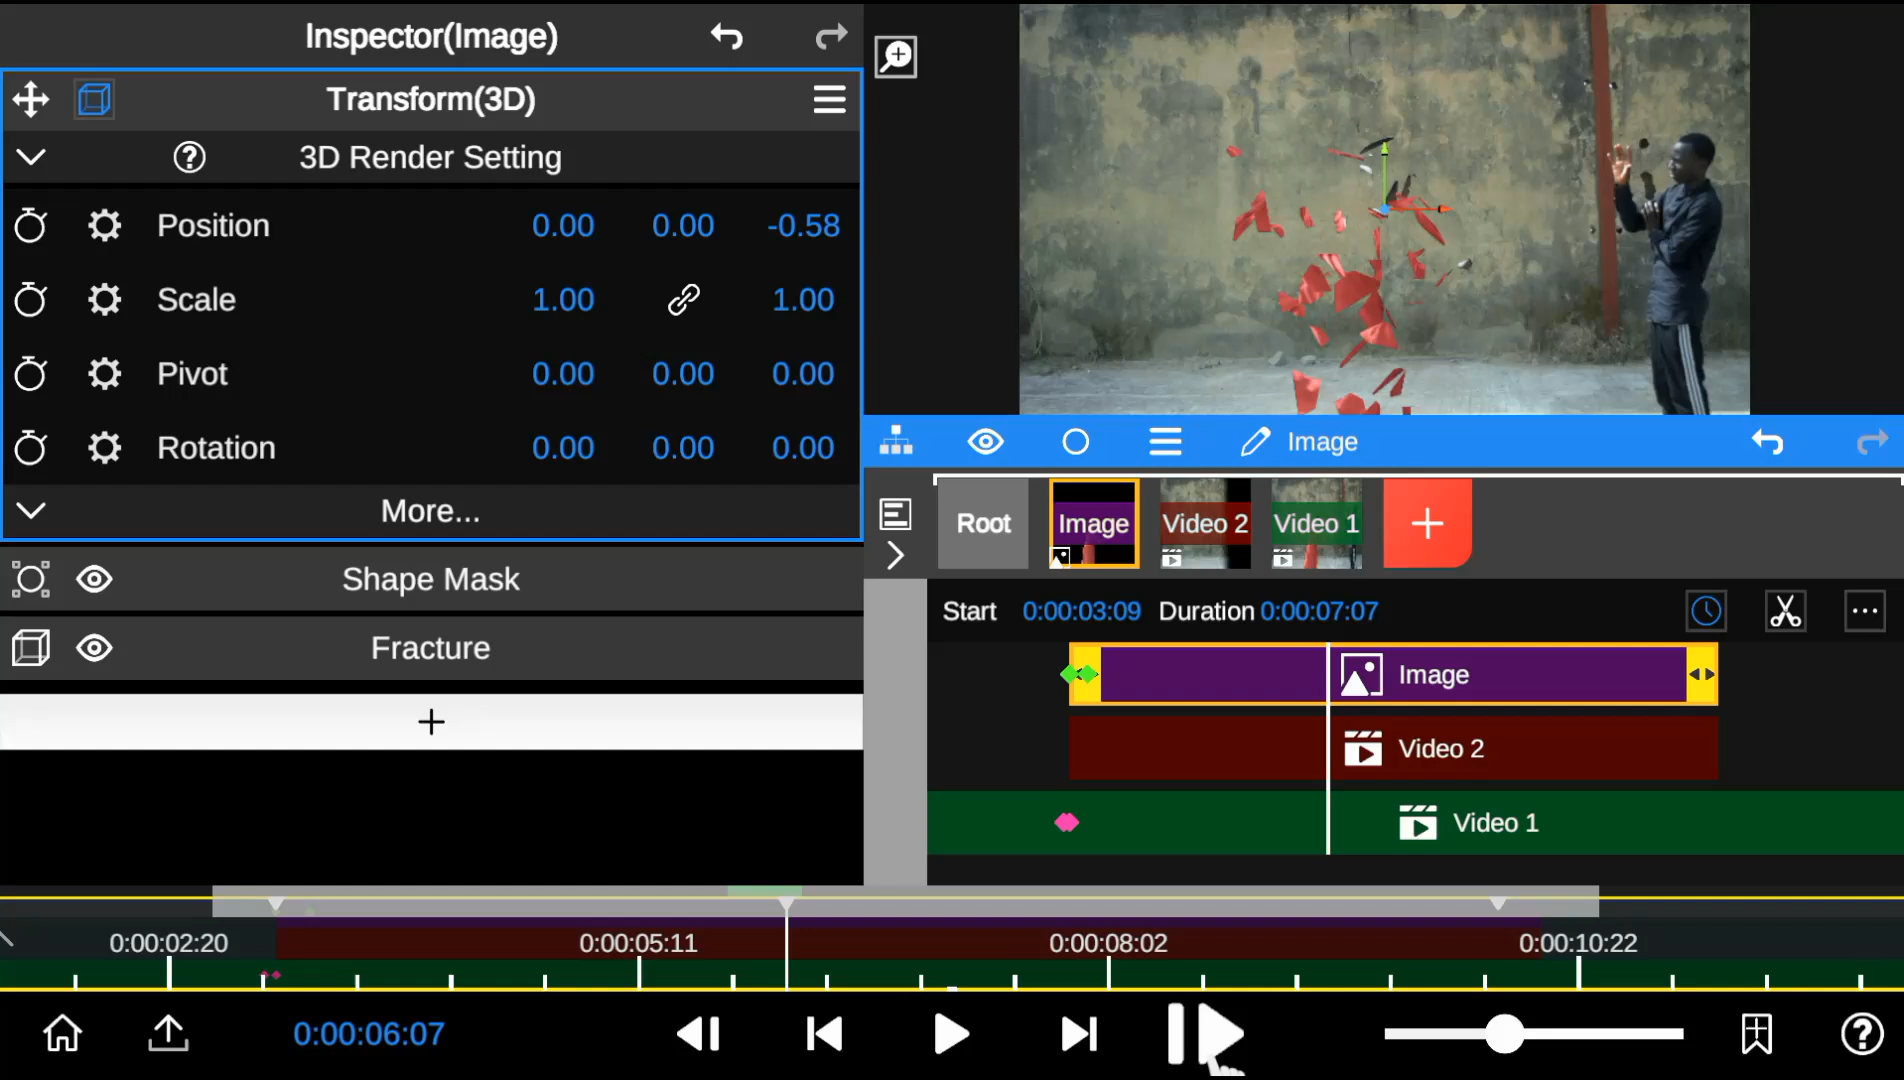 Inspector(Image)
Transform(3D)
3D Render Setting
Position 0.00 0.00 -0.58
Scale 1.00 1.00
Pivot 0.00 0.00 0.00
Rotation 0.00 0.00 0.00
More...
Shape Mask
Fracture
+
Image
Root Image Video 2 Video 1 +
Start 0:00:03:09 Duration 0:00:07:07
Image
Video 2
Video 1
0:00:02:20 0:00:05:11 0:00:08:02 0:00:10:22
0:00:06:07